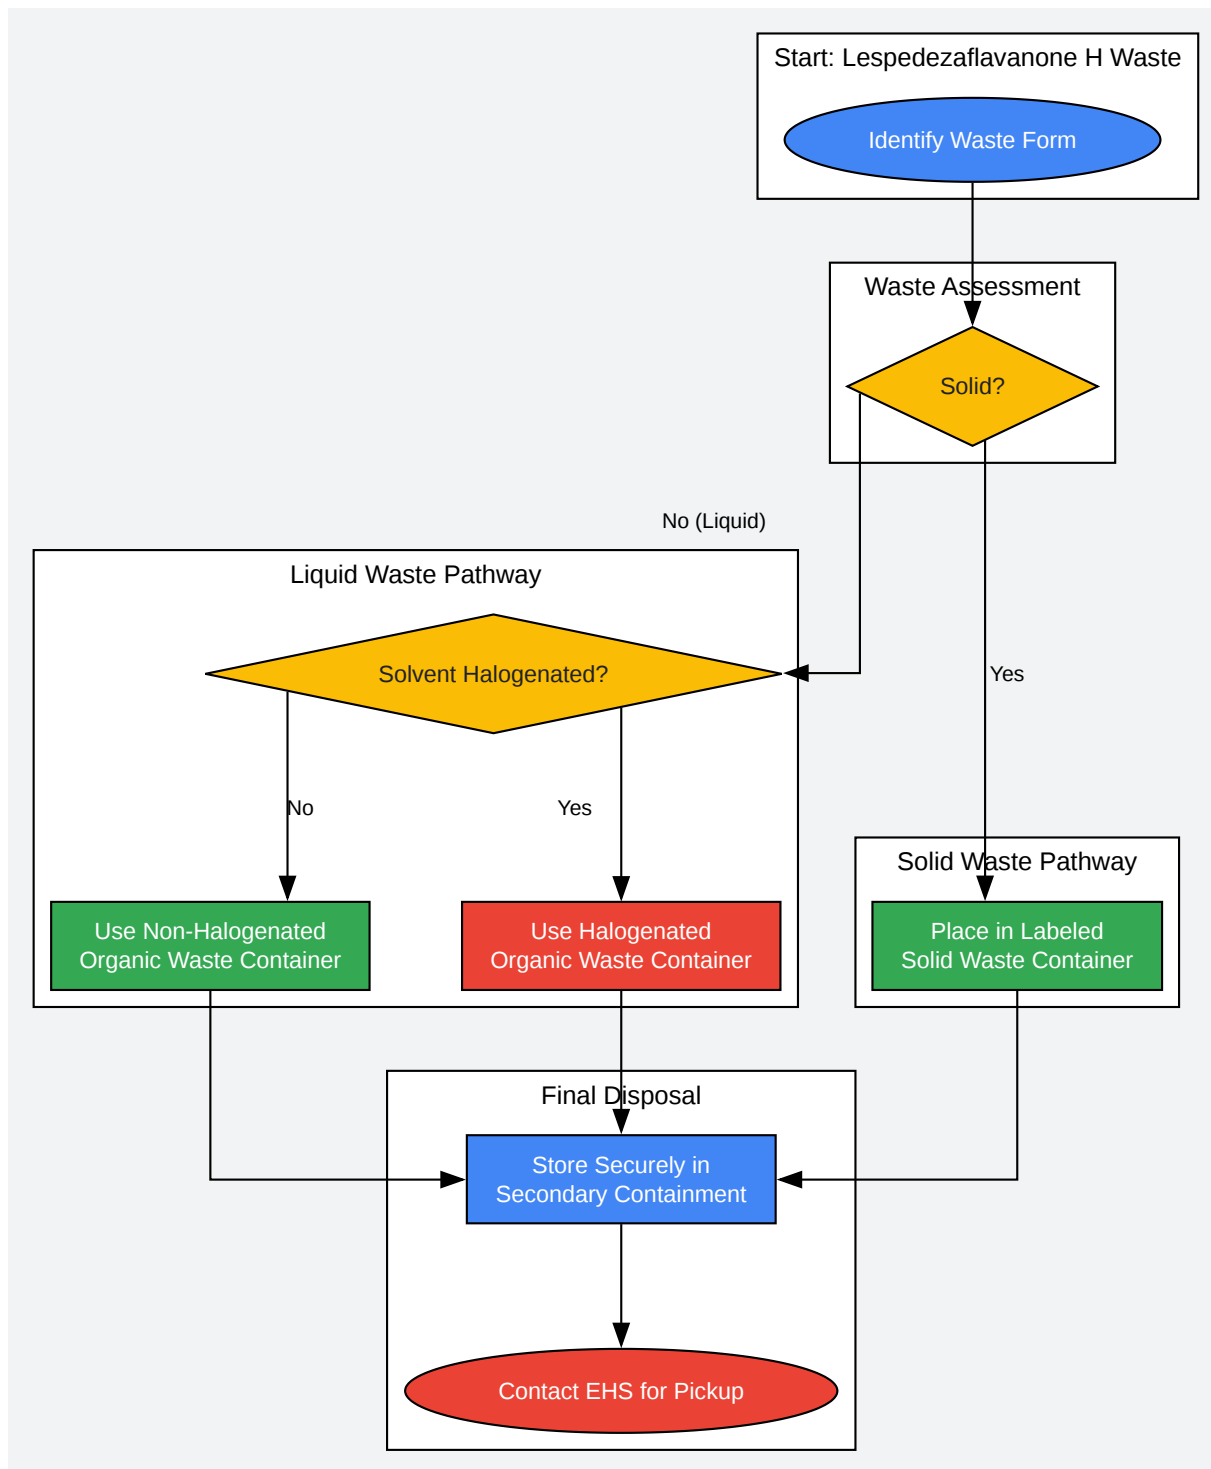 Start: Lespedezaflavanone H Waste
Identify Waste Form
Waste Assessment
Solid?
No (Liquid)
Liquid Waste Pathway
Solvent Halogenated?
Yes
No
Yes
Solid Waste Pathway
Use Non-Halogenated
Organic Waste Container
Use Halogenated
Organic Waste Container
Place in Labeled
Solid Waste Container
Final Disposal
Store Securely in
Secondary Containment
Contact EHS for Pickup